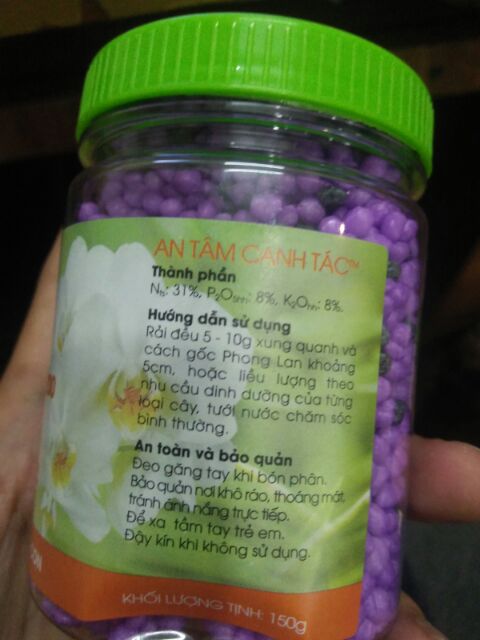 AN TÂM CANH TÁC™
Thành phần
Nts: 31%, P2O5hh: 8%, K2Ohh: 8%.
Hướng dẫn sử dụng
Rải đều 5 - 10g xung quanh và
cách gốc Phong Lan khoảng
5cm, hoặc liều lượng theo
nhu cầu dinh dưỡng của từng
loại cây, tưới nước chăm sóc
bình thường.
An toàn và bảo quản
Đeo găng tay khi bón phân.
Bảo quản nơi khô ráo, thoáng mát,
tránh ánh nắng trực tiếp.
Để xa tầm tay trẻ em.
Đậy kín khi không sử dụng.
KHỐI LƯỢNG TỊNH: 150g